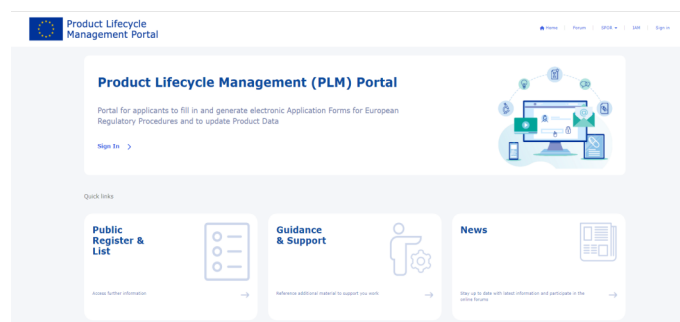 Product Lifecycle
Management Portal
Home
Forum
SPOR
IAM
Sign in
Product Lifecycle Management (PLM) Portal
Portal for applicants to fill in and generate electronic Application Forms for European
Regulatory Procedures and to update Product Data
Sign In
Quick links
Public
Register &
List
Access further information
Guidance
& Support
Reference additional material to support you work
News
Stay up to date with latest information and participate in the
online forums